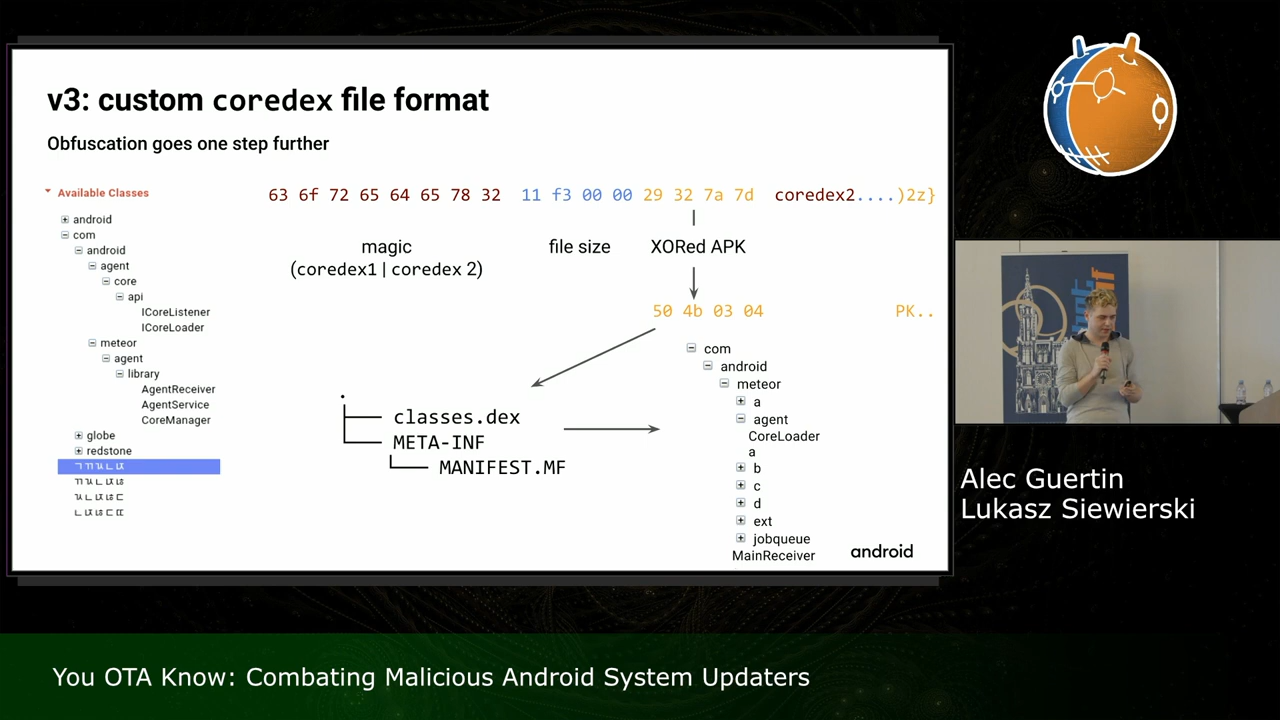 v3: custom coredex file format
Obfuscation goes one step further
Available Classes
android
com
android
agent
core
api
ICoreListener
ICoreLoader
meteor
agent
library
AgentReceiver
AgentService
CoreManager
globe
redstone
63 6f 72 65 64 65 78 32 11 f3 00 00 29 32 7a 7d coredex2....)2z}
magic
(coredex1 | coredex 2)
file size
XORed APK
50 4b 03 04 PK..
.
classes.dex
META-INF
MANIFEST.MF
com
android
meteor
a
agent
CoreLoader
a
b
c
d
ext
jobqueue
MainReceiver
android
Alec Guertin
Lukasz Siewierski
You OTA Know: Combating Malicious Android System Updaters